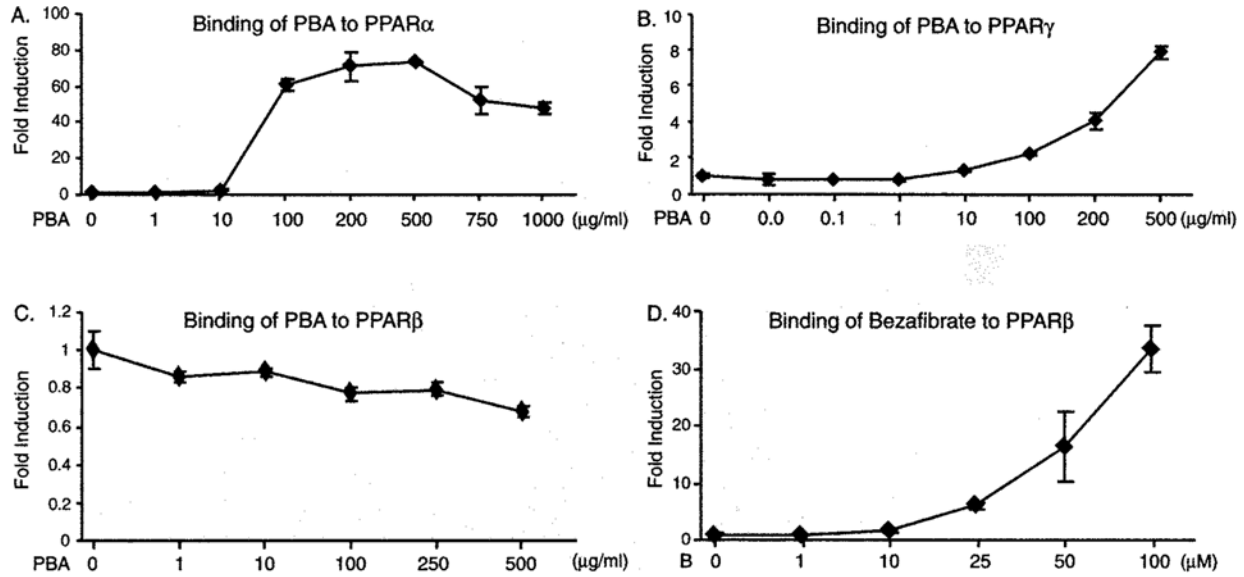 A. Binding of PBA to PPARα
Fold Induction
100
80
60
40
20
0
PBA 0 1 10 100 200 500 750 1000 (μg/ml)
B. Binding of PBA to PPARγ
Fold Induction
10
8
6
4
2
0
PBA 0 0.0 0.1 1 10 100 200 500 (μg/ml)
C. Binding of PBA to PPARβ
Fold Induction
1.2
1
0.8
0.6
0.4
0.2
0
PBA 0 1 10 100 250 500 (μg/ml)
D. Binding of Bezafibrate to PPARβ
Fold Induction
40
30
20
10
0
B 0 1 10 25 50 100 (μM)